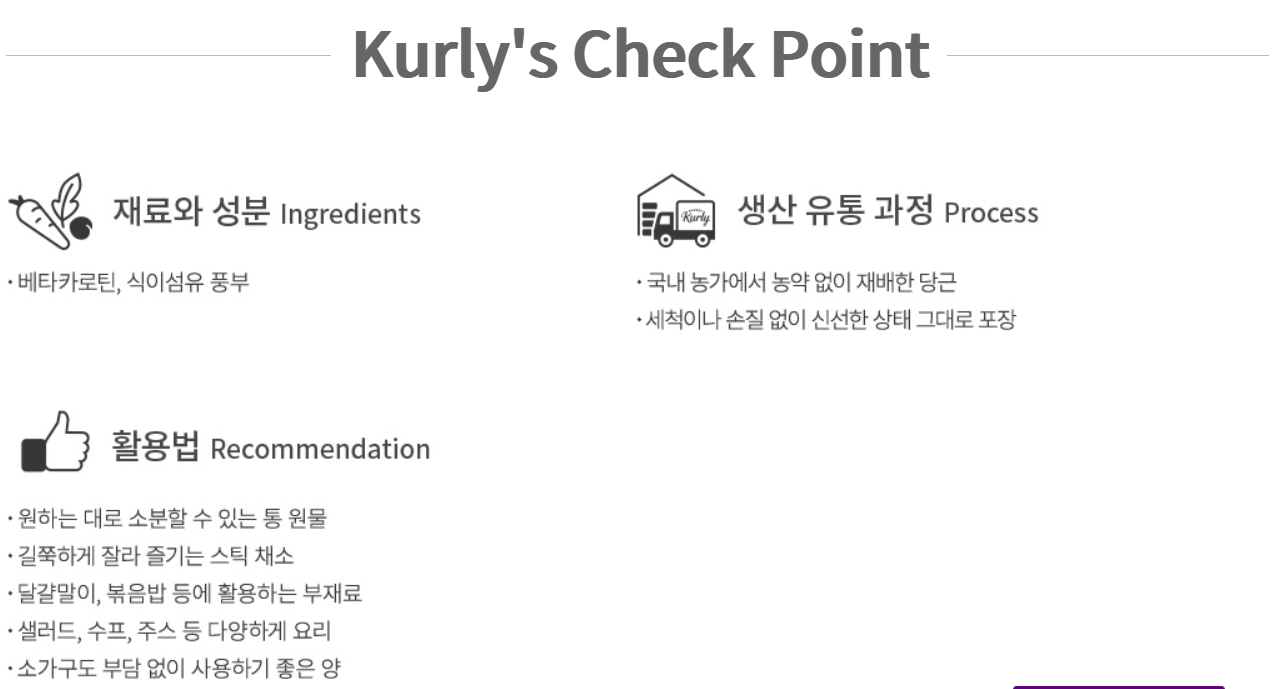 Kurly's Check Point
재료와 성분 Ingredients
· 베타카로틴, 식이섬유 풍부
Kurly
생산 유통 과정 Process
· 국내 농가에서 농약 없이 재배한 당근
· 세척이나 손질 없이 신선한 상태 그대로 포장
활용법 Recommendation
· 원하는 대로 소분할 수 있는 통 원물
· 길쭉하게 잘라 즐기는 스틱 채소
· 달걀말이, 볶음밥 등에 활용하는 부재료
· 샐러드, 수프, 주스 등 다양하게 요리
· 소가구도 부담 없이 사용하기 좋은 양